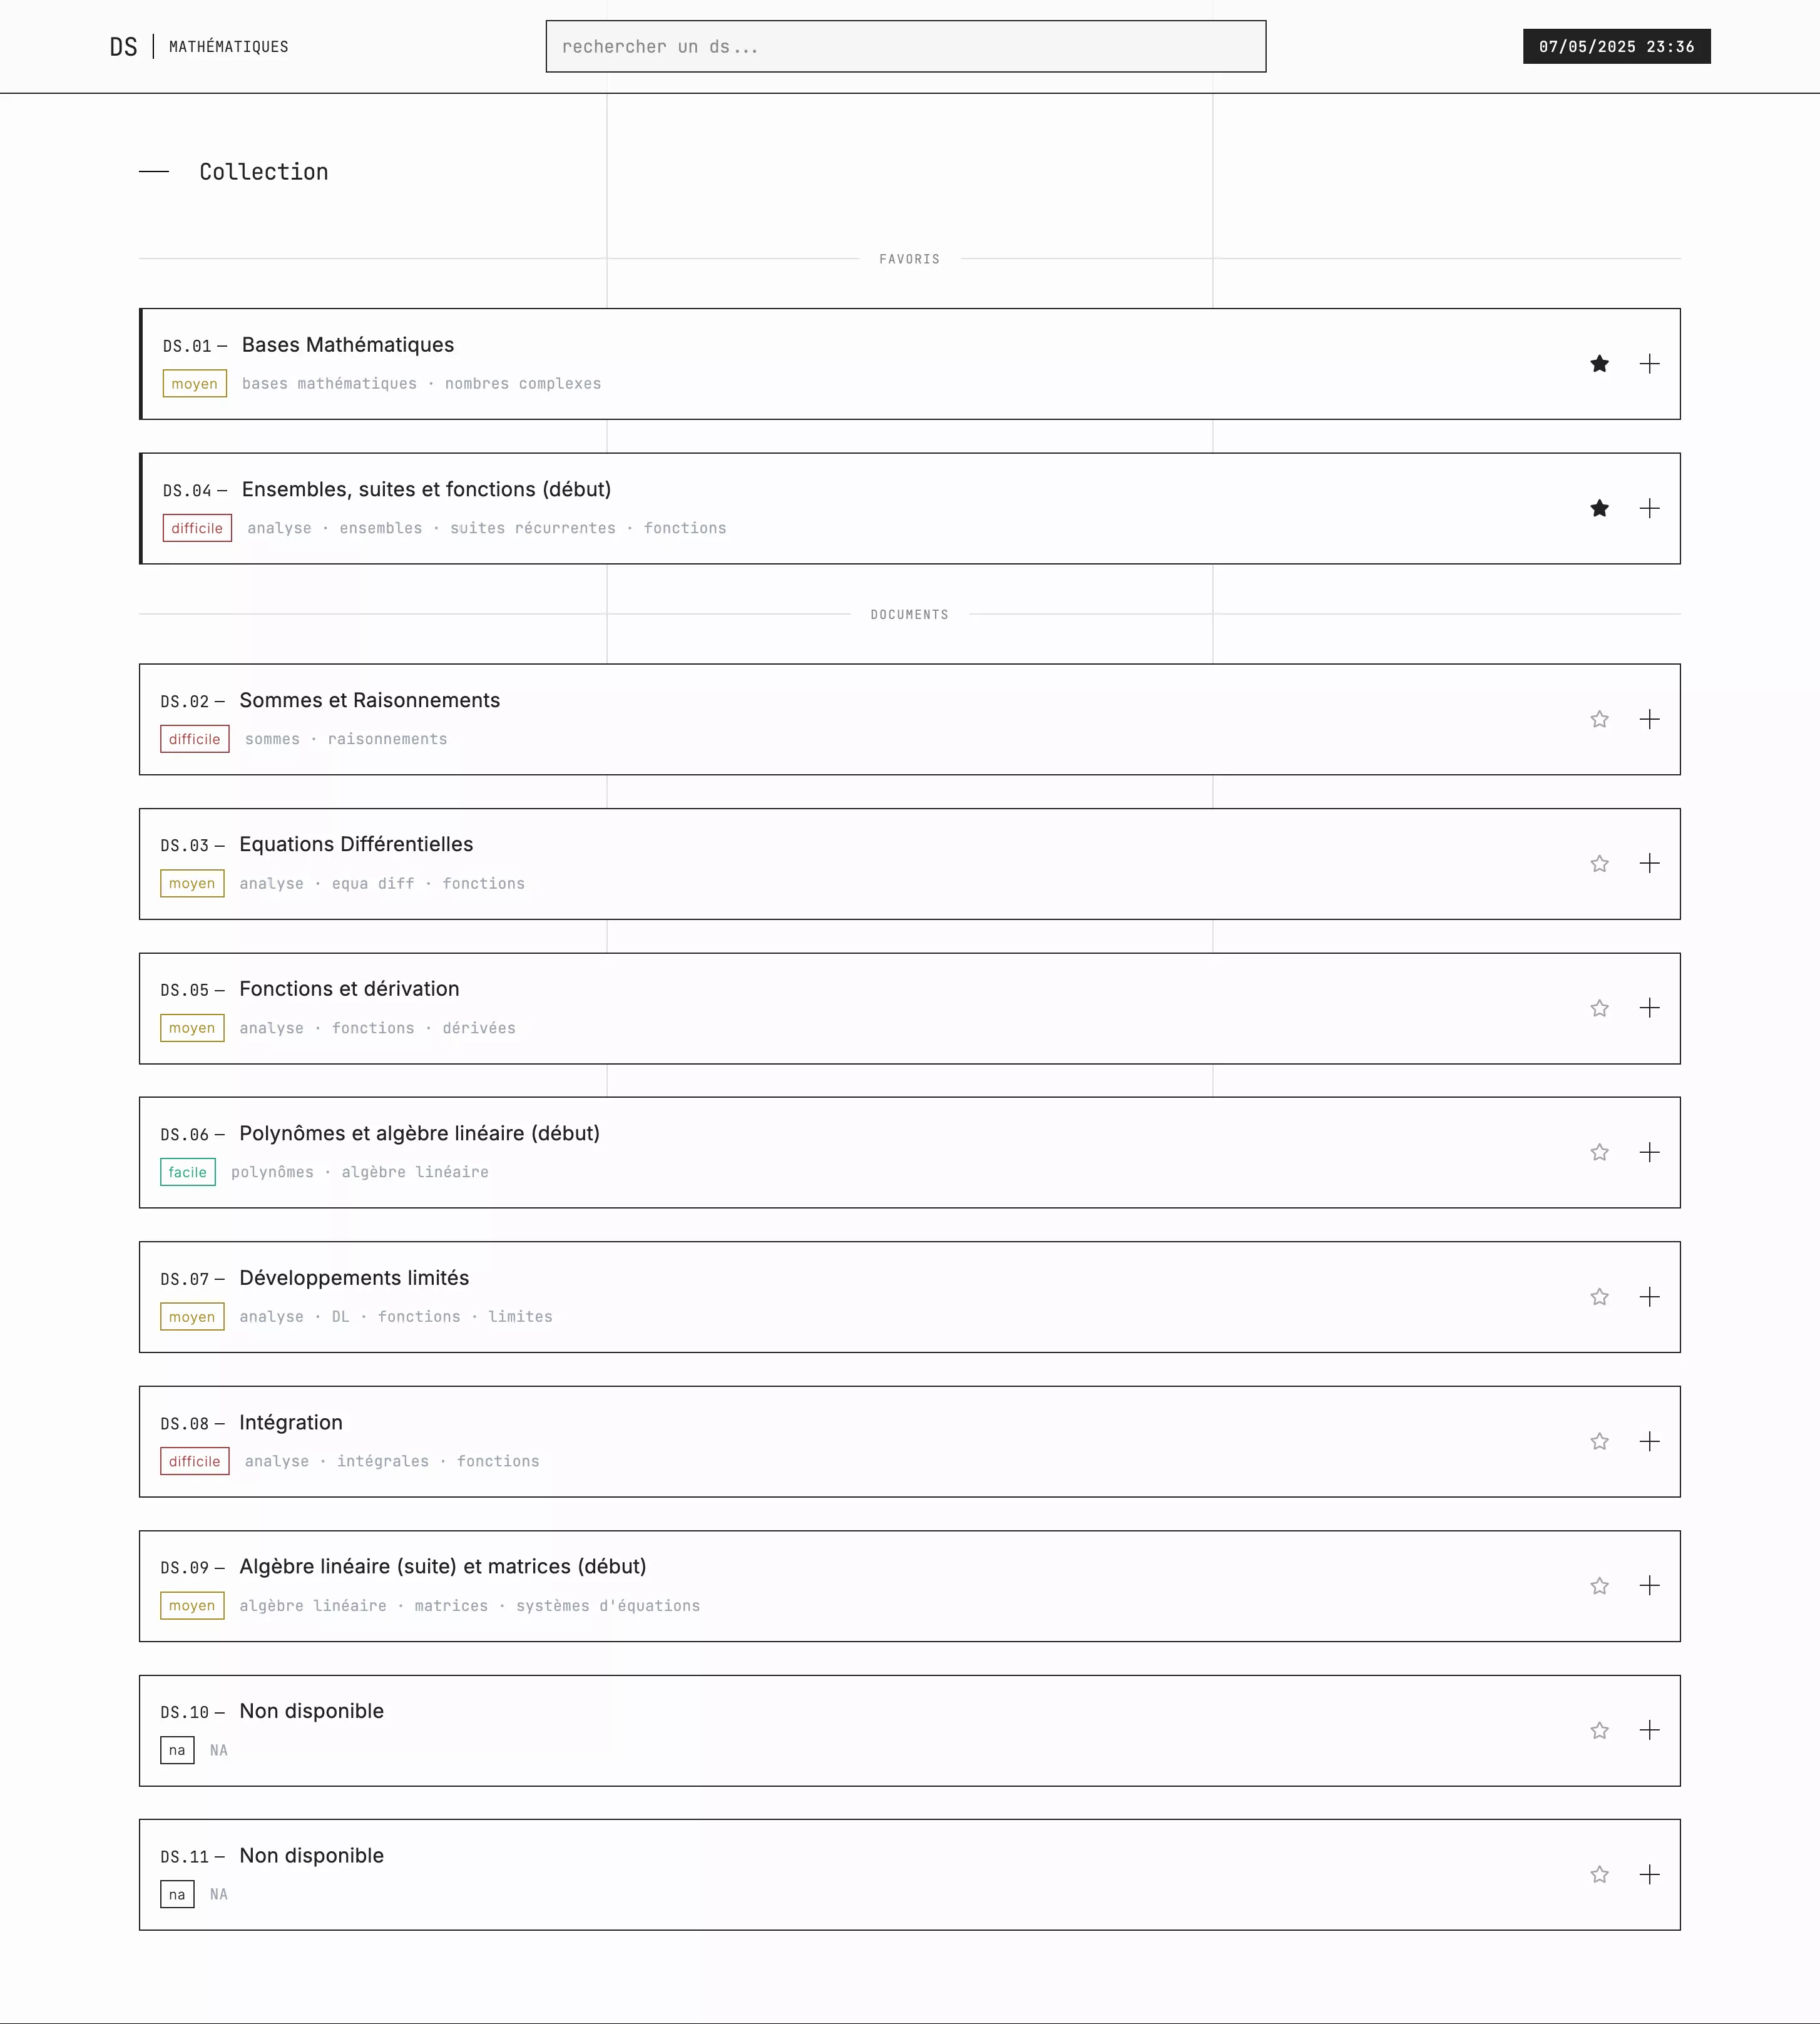 DS | MATHÉMATIQUES
rechercher un ds...
07/05/2025 23:36
— Collection
FAVORIS
DS.01 — Bases Mathématiques
moyen bases mathématiques · nombres complexes
DS.04 — Ensembles, suites et fonctions (début)
difficile analyse · ensembles · suites récurrentes · fonctions
DOCUMENTS
DS.02 — Sommes et Raisonnements
difficile sommes · raisonnements
DS.03 — Equations Différentielles
moyen analyse · equa diff · fonctions
DS.05 — Fonctions et dérivation
moyen analyse · fonctions · dérivées
DS.06 — Polynômes et algèbre linéaire (début)
facile polynômes · algèbre linéaire
DS.07 — Développements limités
moyen analyse · DL · fonctions · limites
DS.08 — Intégration
difficile analyse · intégrales · fonctions
DS.09 — Algèbre linéaire (suite) et matrices (début)
moyen algèbre linéaire · matrices · systèmes d'équations
DS.10 — Non disponible
na NA
DS.11 — Non disponible
na NA